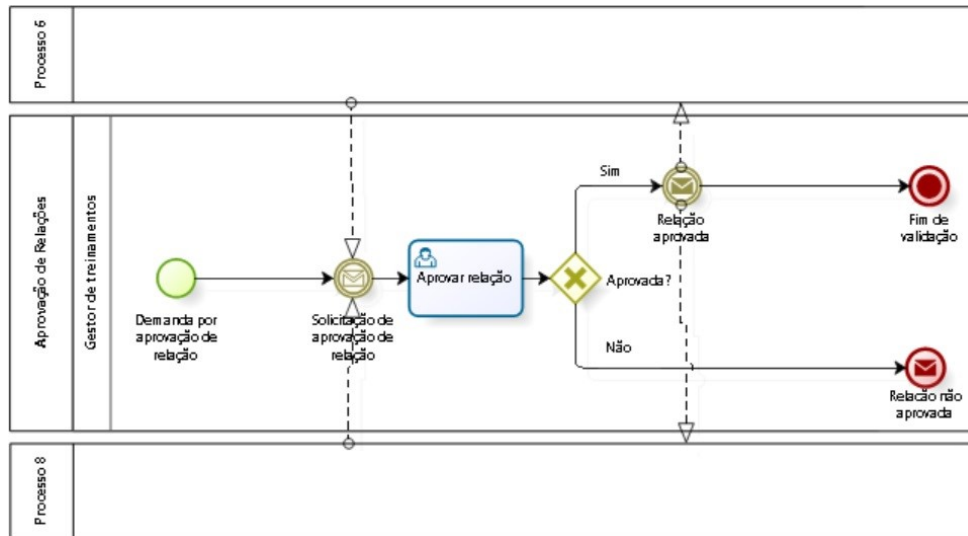 Processo 6
Aprovação de Relações
Gestor de treinamentos
Demanda por
aprovação de
relação
Solicitação de
aprovação de
relação
Aprovar relação
Aprovada?
Sim
Não
Relação
aprovada
Fim de
validação
Relacão não
aprovada
Processo 8